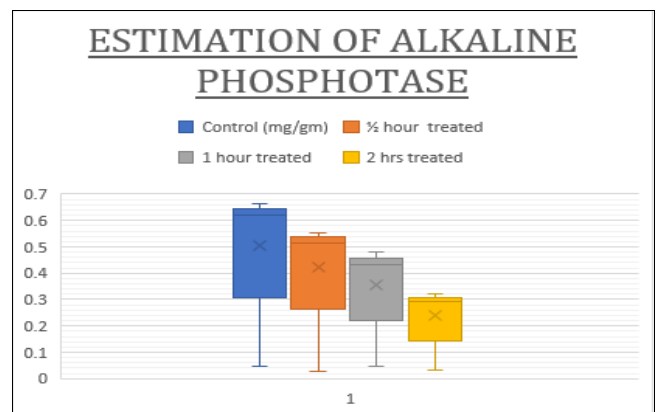 ESTIMATION OF ALKALINE
PHOSPHOTASE
Control (mg/gm) ½ hour treated
1 hour treated 2 hrs treated
0.7
0.6
0.5
0.4
0.3
0.2
0.1
0
1